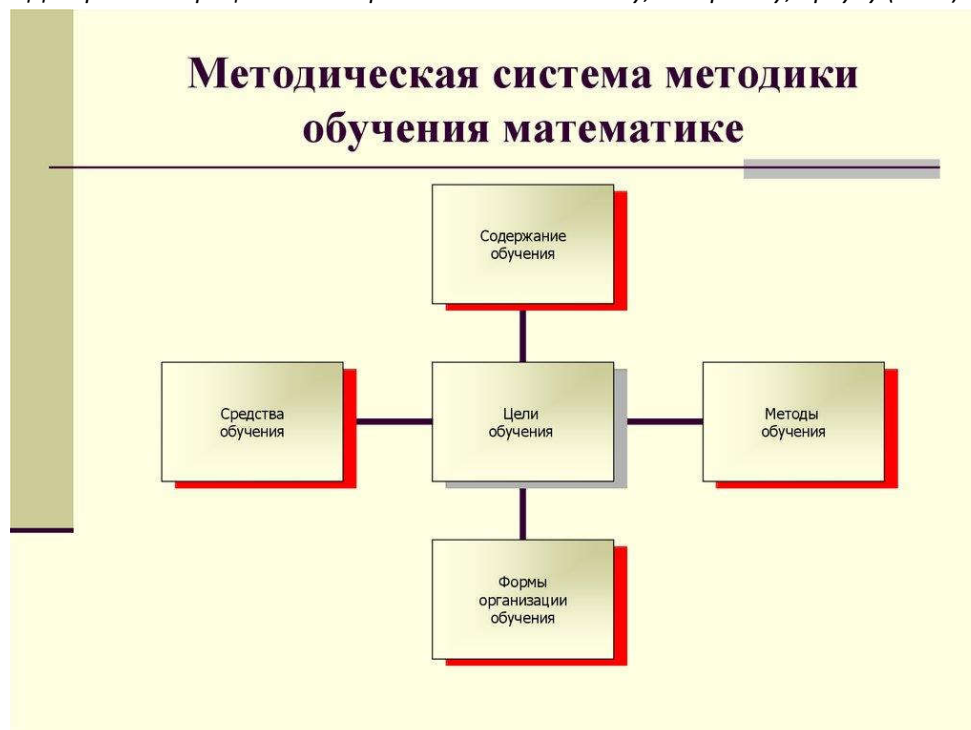 Методическая система методики
обучения математике
Содержание
обучения
Средства
обучения
Цели
обучения
Методы
обучения
Формы
организации
обучения